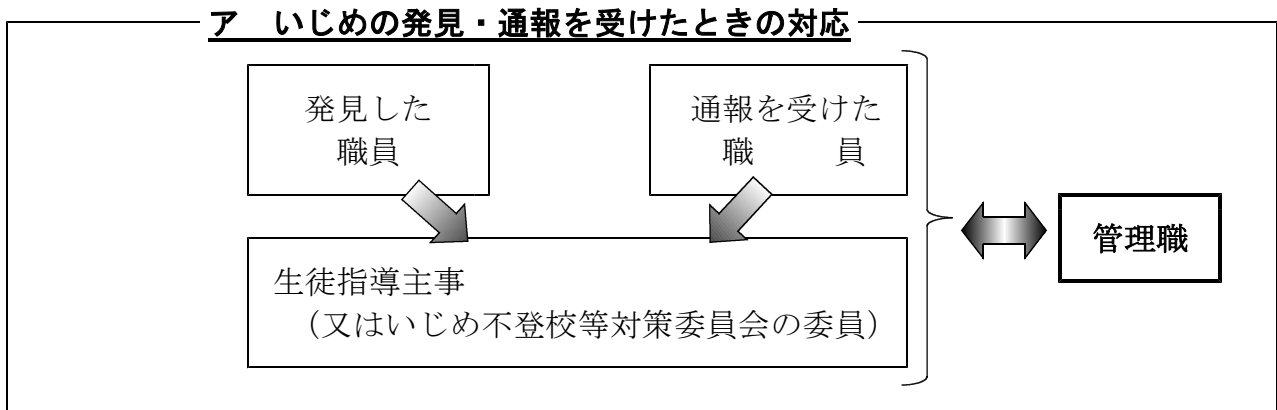 ア　いじめの発見・通報を受けたときの対応
発見した
職員
通報を受けた
職　　員
生徒指導主事
（又はいじめ不登校等対策委員会の委員）
管理職